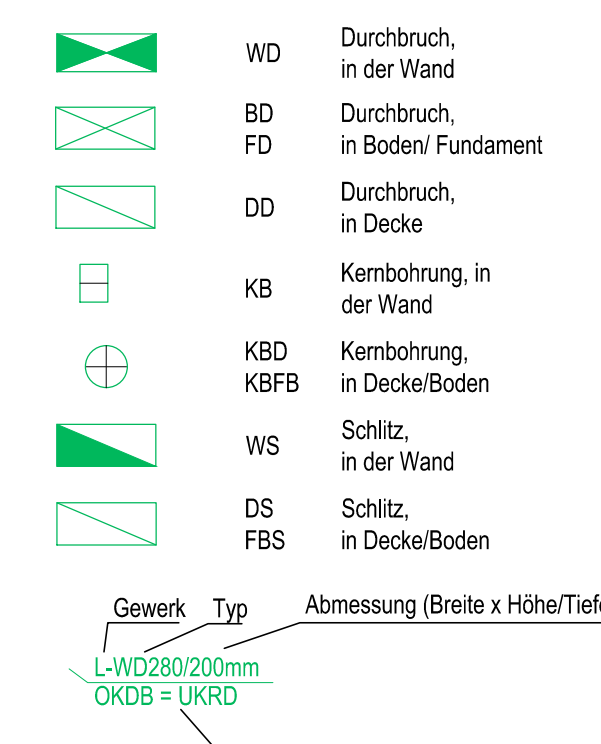 WD Durchbruch,
in der Wand
BD Durchbruch,
FD in Boden/ Fundament
DD Durchbruch,
in Decke
KB Kernbohrung, in
der Wand
KBD Kernbohrung,
KBFB in Decke/Boden
WS Schlitz,
in der Wand
DS Schlitz,
FBS in Decke/Boden
Gewerk Typ Abmessung (Breite x Höhe/Tiefe
L-WD280/200mm
OKDB = UKRD